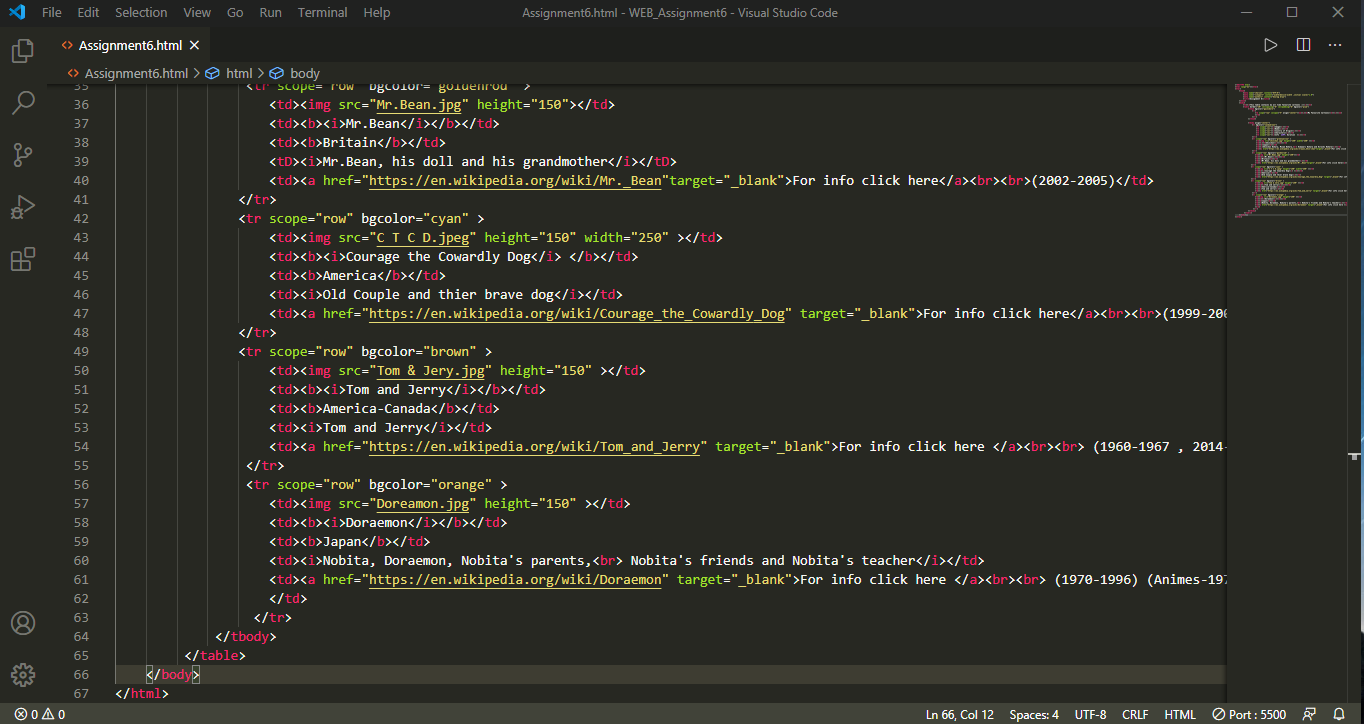 File Edit Selection View Go Run Terminal Help Assignment6.html - WEB_Assignment6 - Visual Studio Code
Assignment6.html
Assignment6.html > html > body
35 <tr scope="row" bgcolor="goldenrod" >
36 <td><img src="Mr.Bean.jpg" height="150"></td>
37 <td><b><i>Mr.Bean</i></b></td>
38 <td><b>Britain</b></td>
39 <tD><i>Mr.Bean, his doll and his grandmother</i></tD>
40 <td><a href="https://en.wikipedia.org/wiki/Mr._Bean"target="_blank">For info click here</a><br><br>(2002-2005)</td>
41 </tr>
42 <tr scope="row" bgcolor="cyan" >
43 <td><img src="C T C D.jpeg" height="150" width="250" ></td>
44 <td><b><i>Courage the Cowardly Dog</i> </b></td>
45 <td><b>America</b></td>
46 <td><i>Old Couple and thier brave dog</i></td>
47 <td><a href="https://en.wikipedia.org/wiki/Courage_the_Cowardly_Dog" target="_blank">For info click here</a><br><br>(1999-200
48 </tr>
49 <tr scope="row" bgcolor="brown" >
50 <td><img src="Tom & Jery.jpg" height="150" ></td>
51 <td><b><i>Tom and Jerry</i></b></td>
52 <td><b>America-Canada</b></td>
53 <td><i>Tom and Jerry</i></td>
54 <td><a href="https://en.wikipedia.org/wiki/Tom_and_Jerry" target="_blank">For info click here </a><br><br> (1960-1967 , 2014-
55 </tr>
56 <tr scope="row" bgcolor="orange" >
57 <td><img src="Doreamon.jpg" height="150" ></td>
58 <td><b><i>Doraemon</i></b></td>
59 <td><b>Japan</b></td>
60 <td><i>Nobita, Doraemon, Nobita's parents,<br> Nobita's friends and Nobita's teacher</i></td>
61 <td><a href="https://en.wikipedia.org/wiki/Doraemon" target="_blank">For info click here </a><br><br> (1970-1996) (Animes-197
62 </td>
63 </tr>
64 </tbody>
65 </table>
66 </body>
67 </html>
0 0 Ln 66, Col 12 Spaces: 4 UTF-8 CRLF HTML Port : 5500